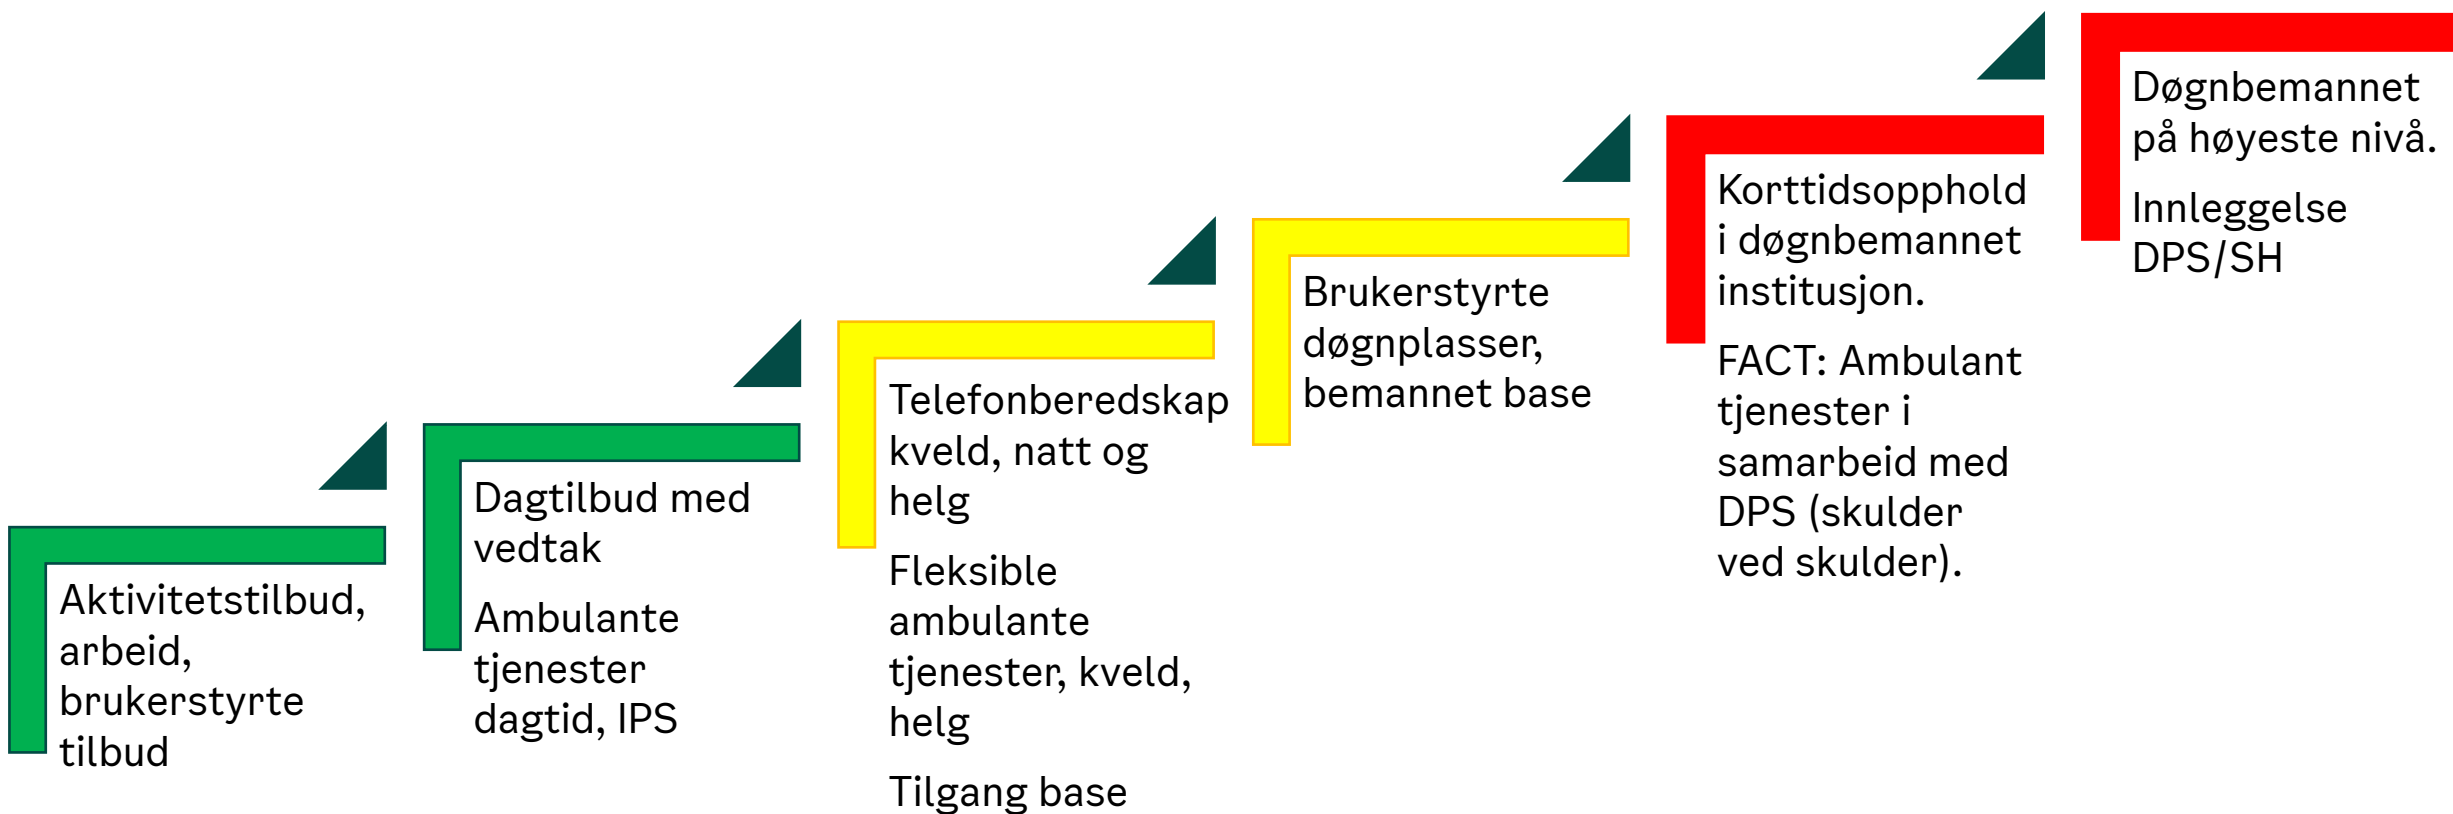 Aktivitetstilbud,
arbeid,
brukerstyrte
tilbud
Dagtilbud med
vedtak
Ambulante
tjenester
dagtid, IPS
Telefonberedskap
kveld, natt og
helg
Fleksible
ambulante
tjenester, kveld,
helg
Tilgang base
Brukerstyrte
døgnplasser,
bemannet base
Korttidsopphold
i døgnbemannet
institusjon.
FACT: Ambulant
tjenester i
samarbeid med
DPS (skulder
ved skulder).
Døgnbemannet
på høyeste nivå.
Innleggelse
DPS/SH